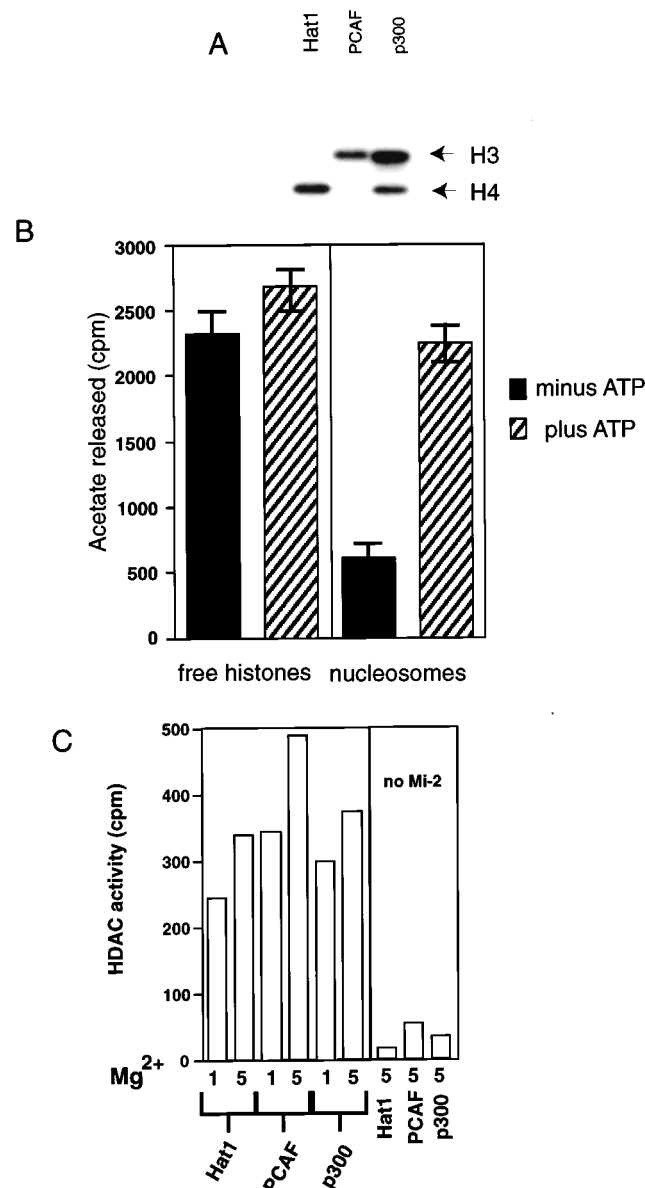 A
Hat1 PCAF p300
H3
H4
B
Acetate released (cpm)
3000
2500
2000
1500
1000
500
0
minus ATP
plus ATP
free histones nucleosomes
C
HDAC activity (cpm)
500
400
300
200
100
0
no Mi-2
Mg2+ 1 5 1 5 1 5 5 5 5
Hat1 PCAF p300 Hat1 PCAF p300